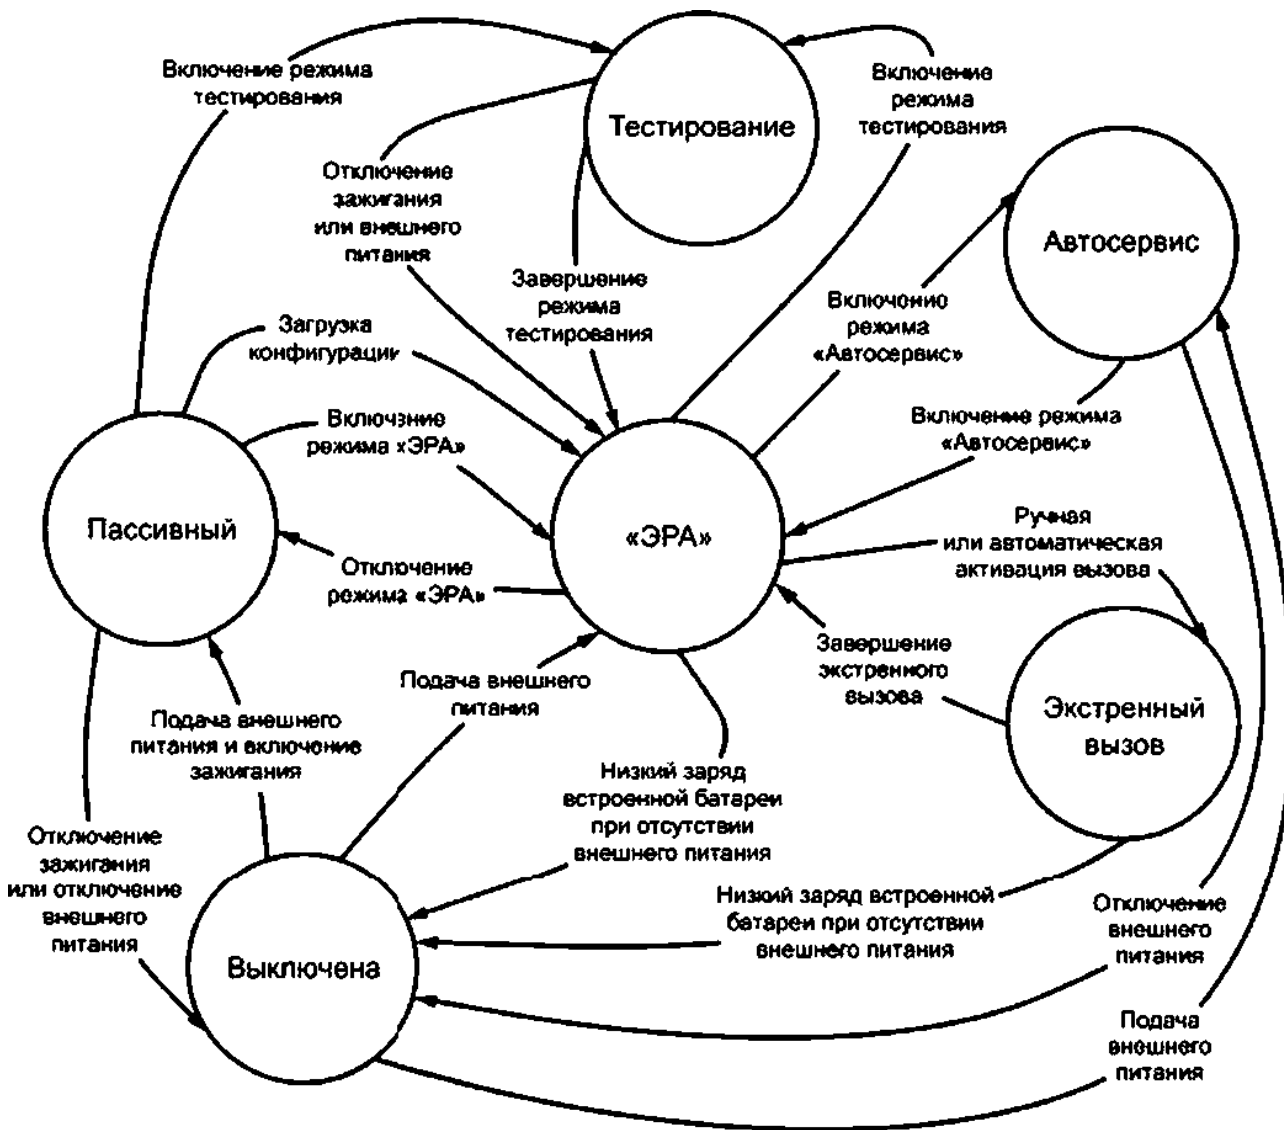 Включение режима
тестирования
Тестирование
Включение
режима
тестирования
Отключение
зажигания
или внешнего
питания
Автосервис
Завершение
режима
тестирования
Включение
режима
«Автосервис»
Загрузка
конфигурации
Включение
режима «ЭРА»
Включение режима
«Автосервис»
Пассивный
«ЭРА»
Ручная
или автоматическая
активация вызова
Отключение
режима «ЭРА»
Завершение
экстренного
вызова
Подача внешнего
питания
Экстренный
вызов
Подача внешнего
питания и включение
зажигания
Низкий заряд
встроенной батареи
при отсутствии
внешнего питания
Отключение
зажигания
или отключение
внешнего
питания
Низкий заряд встроенной
батареи при отсутствии
внешнего питания
Отключение
внешнего
питания
Выключена
Подача
внешнего
питания